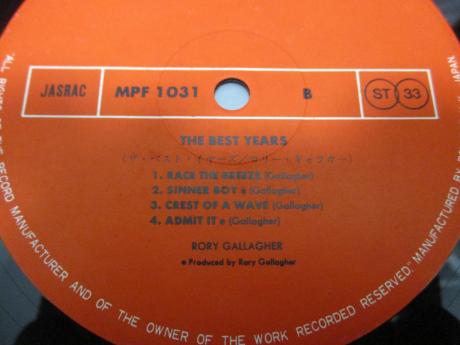 JASRAC MPF 1031 B ST 33
THE BEST YEARS
(ザ・ベスト・イヤーズ/ロリー・ギャラガー)
1. RACE THE BREEZE (Gallagher)
2. SINNER BOY ● (Gallagher)
3. CREST OF A WAVE (Gallagher)
4. ADMIT IT ● (Gallagher)
RORY GALLAGHER
● Produced by Rory Gallagher
"ALL RIGHTS OF THE RECORD MANUFACTURER AND OF THE OWNER OF THE WORK RECORDED RESERVED." MANUFACTURED JAPAN.